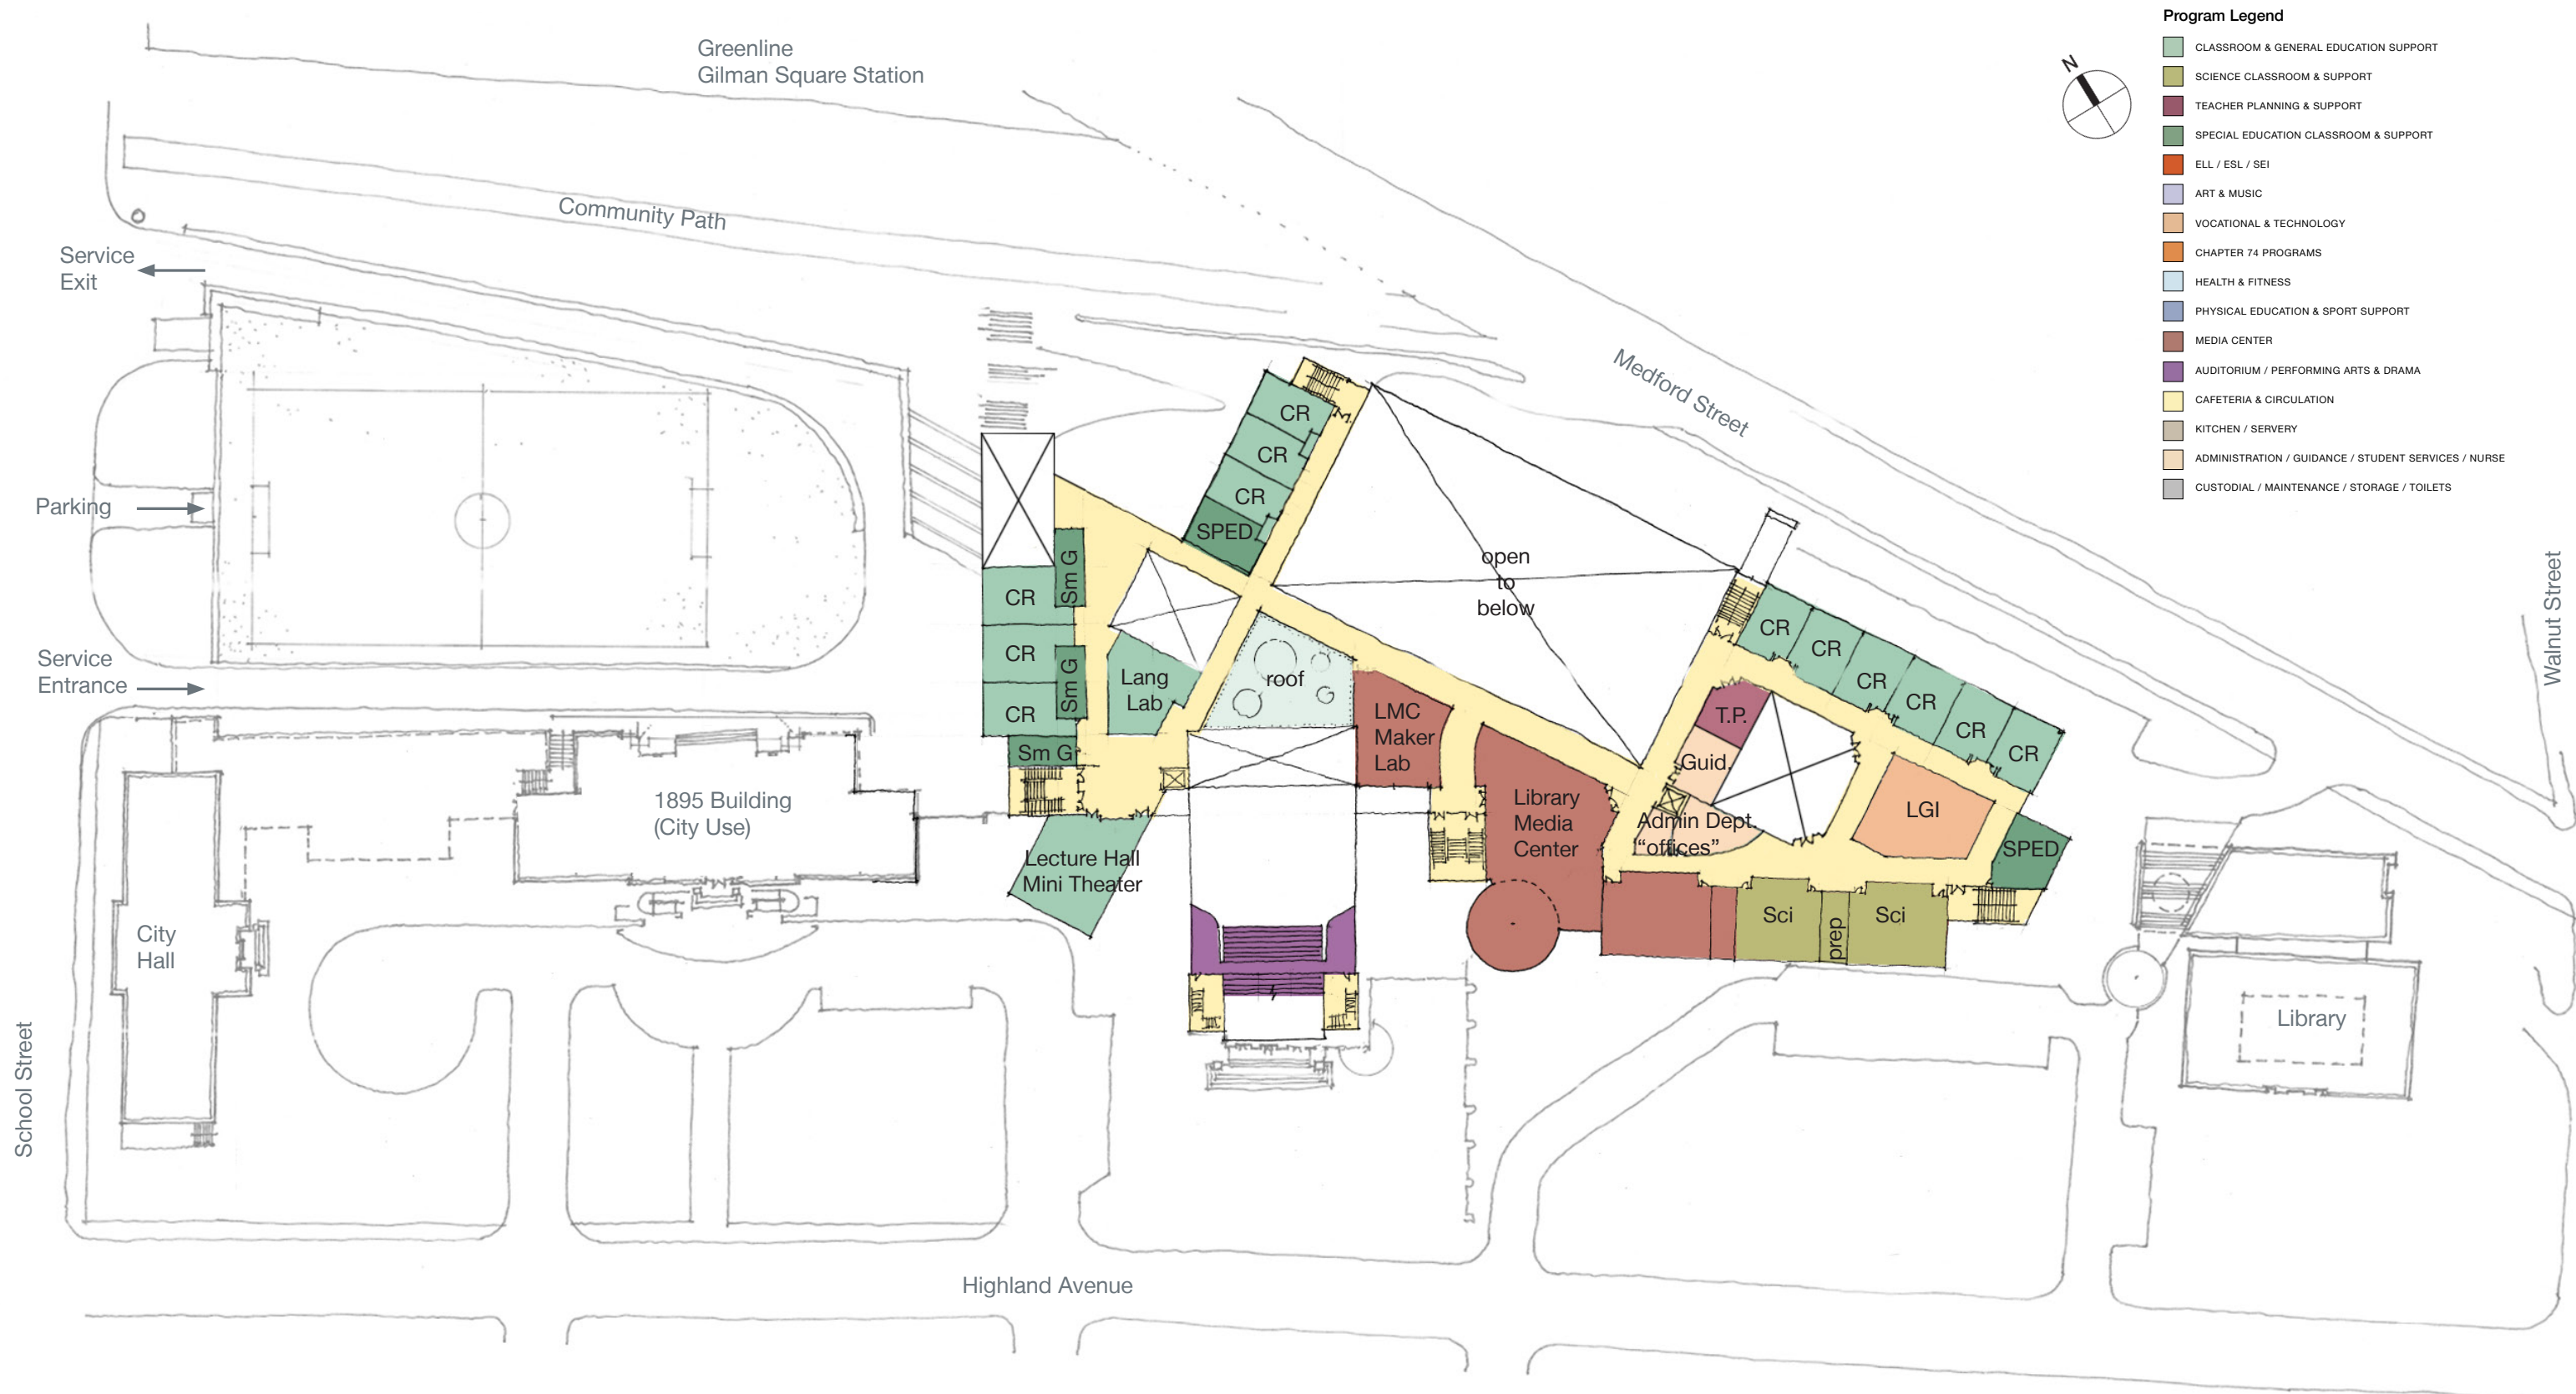 Program Legend
CLASSROOM & GENERAL EDUCATION SUPPORT
SCIENCE CLASSROOM & SUPPORT
TEACHER PLANNING & SUPPORT
SPECIAL EDUCATION CLASSROOM & SUPPORT
ELL / ESL / SEI
ART & MUSIC
VOCATIONAL & TECHNOLOGY
CHAPTER 74 PROGRAMS
HEALTH & FITNESS
PHYSICAL EDUCATION & SPORT SUPPORT
MEDIA CENTER
AUDITORIUM / PERFORMING ARTS & DRAMA
CAFETERIA & CIRCULATION
KITCHEN / SERVERY
ADMINISTRATION / GUIDANCE / STUDENT SERVICES / NURSE
CUSTODIAL / MAINTENANCE / STORAGE / TOILETS
N
Greenline
Gilman Square Station
Community Path
Service
Exit
Parking
Service
Entrance
Medford Street
Walnut Street
School Street
Highland Avenue
City
Hall
1895 Building
(City Use)
Library
CR
CR
CR
SPED
Sm G
CR
CR
Sm G
CR
Sm G
Lang
Lab
roof
open
to
below
LMC
Maker
Lab
Library
Media
Center
Lecture Hall
Mini Theater
T.P.
Guid.
Admin Dept.
“offices”
CR
CR
CR
CR
CR
CR
LGI
SPED
Sci
prep
Sci